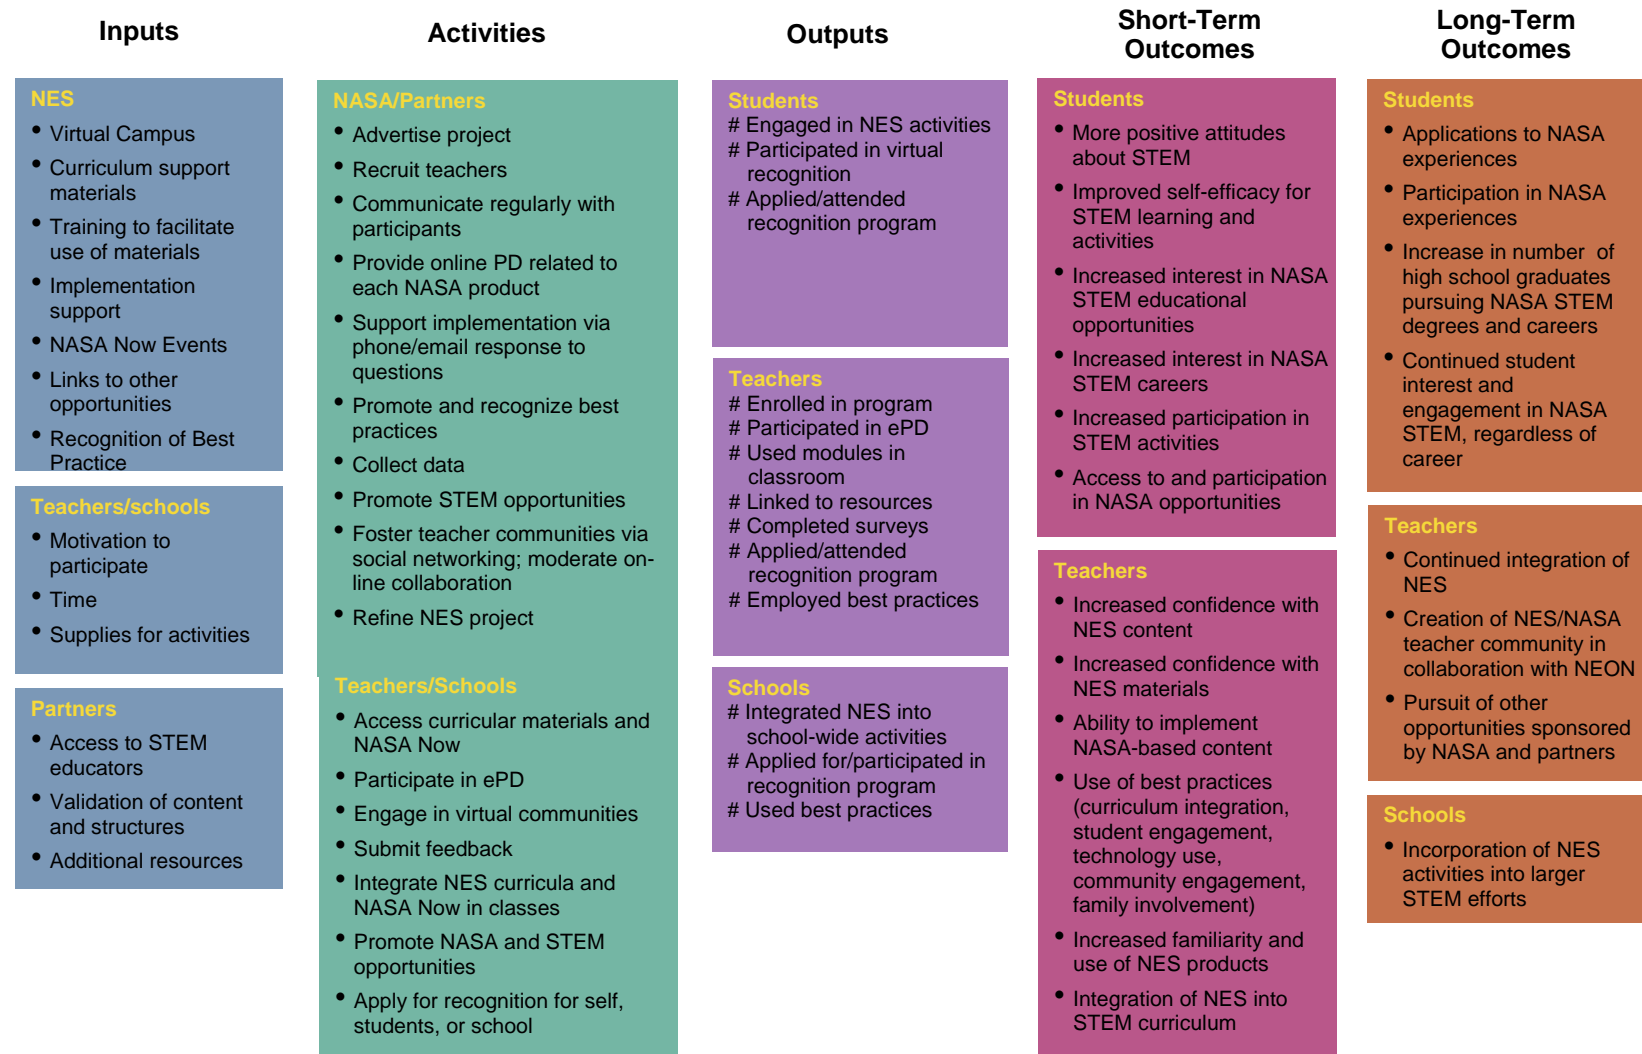 Inputs
NES
• Virtual Campus
• Curriculum support
materials
• Training to facilitate
use of materials
• Implementation
support
• NASA Now Events
• Links to other
opportunities
• Recognition of Best
Practice
Teachers/schools
• Motivation to
participate
• Time
• Supplies for activities
Partners
• Access to STEM
educators
• Validation of content
and structures
• Additional resources
Activities
NASA/Partners
• Advertise project
• Recruit teachers
• Communicate regularly with
participants
• Provide online PD related to
each NASA product
• Support implementation via
phone/email response to
questions
• Promote and recognize best
practices
• Collect data
• Promote STEM opportunities
• Foster teacher communities via
social networking; moderate on-
line collaboration
• Refine NES project
Teachers/Schools
• Access curricular materials and
NASA Now
• Participate in ePD
• Engage in virtual communities
• Submit feedback
• Integrate NES curricula and
NASA Now in classes
• Promote NASA and STEM
opportunities
• Apply for recognition for self,
students, or school
Outputs
Students
# Engaged in NES activities
# Participated in virtual
recognition
# Applied/attended
recognition program
Teachers
# Enrolled in program
# Participated in ePD
# Used modules in
classroom
# Linked to resources
# Completed surveys
# Applied/attended
recognition program
# Employed best practices
Schools
# Integrated NES into
school-wide activities
# Applied for/participated in
recognition program
# Used best practices
Short-Term
Outcomes
Students
• More positive attitudes
about STEM
• Improved self-efficacy for
STEM learning and
activities
• Increased interest in NASA
STEM educational
opportunities
• Increased interest in NASA
STEM careers
• Increased participation in
STEM activities
• Access to and participation
in NASA opportunities
Teachers
• Increased confidence with
NES content
• Increased confidence with
NES materials
• Ability to implement
NASA-based content
• Use of best practices
(curriculum integration,
student engagement,
technology use,
community engagement,
family involvement)
• Increased familiarity and
use of NES products
• Integration of NES into
STEM curriculum
Long-Term
Outcomes
Students
• Applications to NASA
experiences
• Participation in NASA
experiences
• Increase in number of
high school graduates
pursuing NASA STEM
degrees and careers
• Continued student
interest and
engagement in NASA
STEM, regardless of
career
Teachers
• Continued integration of
NES
• Creation of NES/NASA
teacher community in
collaboration with NEON
• Pursuit of other
opportunities sponsored
by NASA and partners
Schools
• Incorporation of NES
activities into larger
STEM efforts